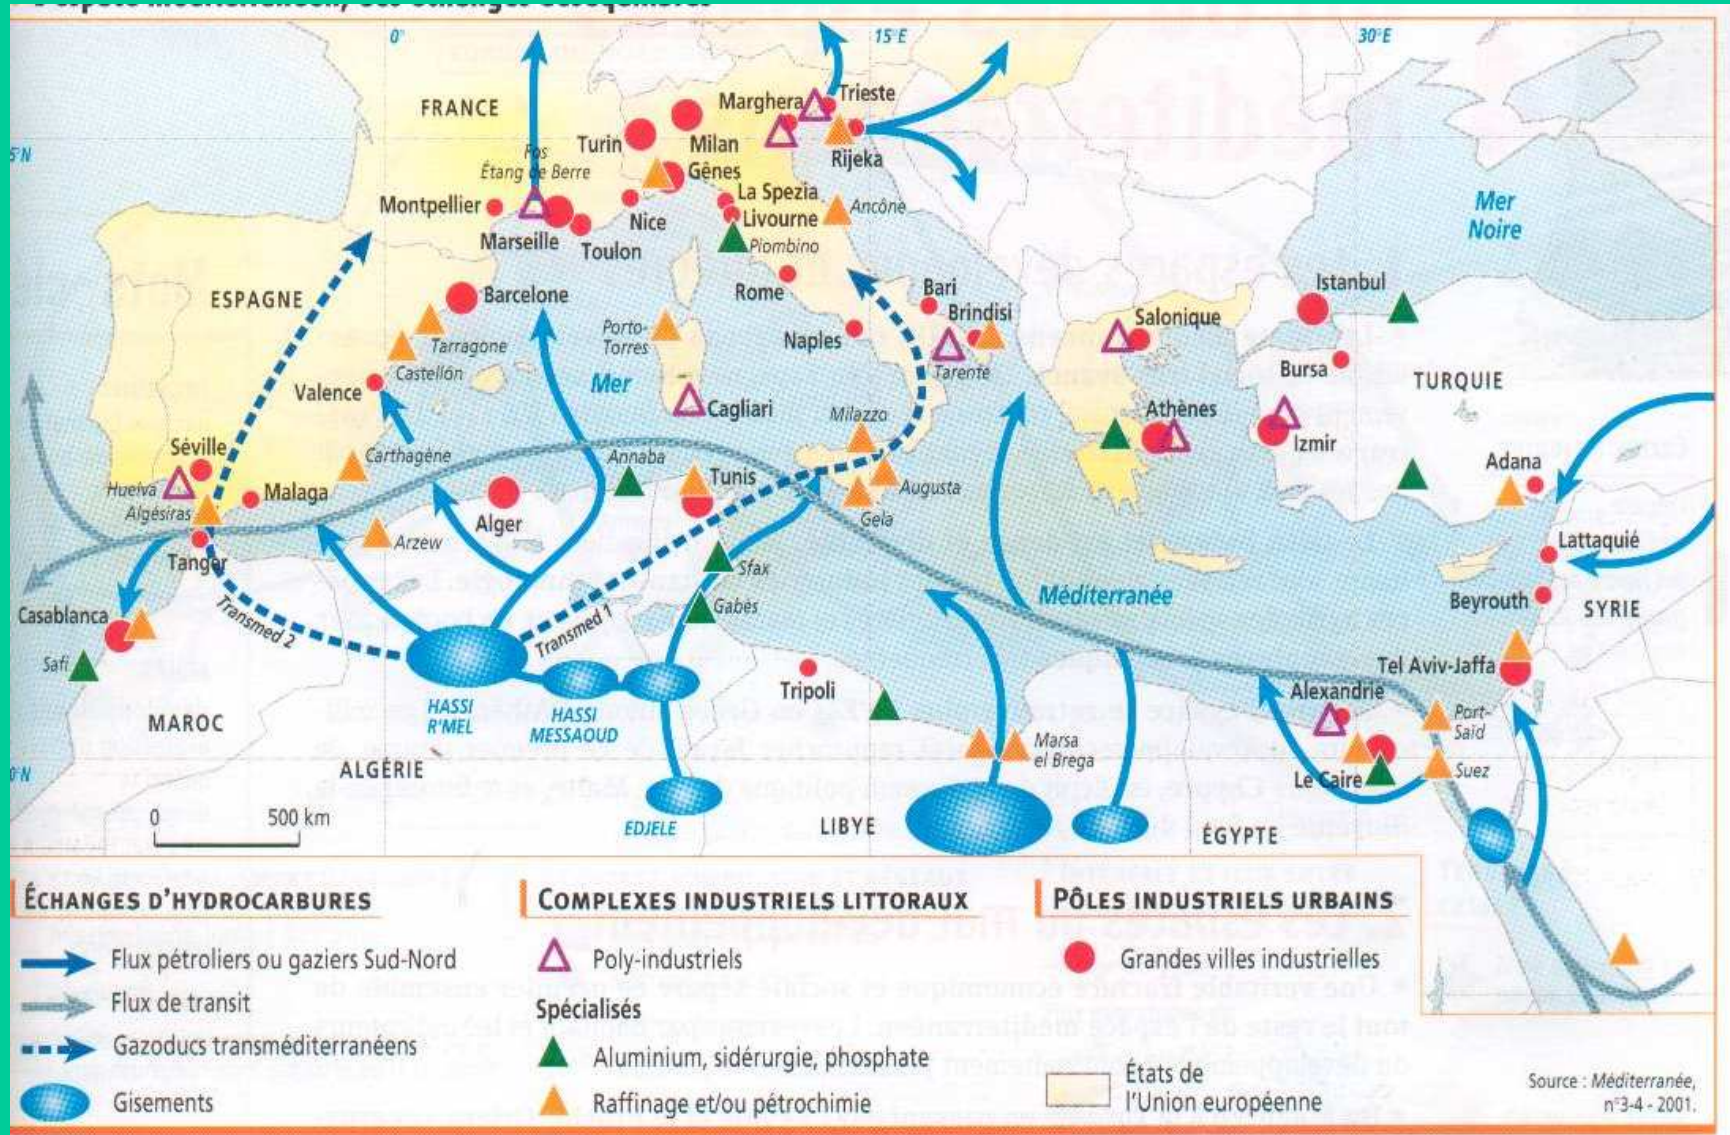 0°
15°E
30°E
5°N
FRANCE
Marghera
Trieste
Turin
Milan
Rijeka
Fos
Étang de Berre
Gênes
La Spezia
Montpellier
Nice
Livourne
Ancône
Marseille
Toulon
Piombino
Mer
Noire
ESPAGNE
Barcelone
Rome
Bari
Istanbul
Brindisi
Salonique
Porto-
Torres
Naples
Tarragone
Castellón
Tarente
Bursa
TURQUIE
Valence
Mer
Cagliari
Milazzo
Athènes
Izmir
Séville
Carthagène
Annaba
Tunis
Adana
Huelva
Malaga
Augusta
Algésiras
Alger
Gela
Arzew
Lattaquié
Tanger
Sfax
Casablanca
Transmed 2
Transmed 1
Gabès
Méditerranée
Beyrouth
SYRIE
Safi
Tripoli
Tel Aviv-Jaffa
Alexandrie
HASSI
R'MEL
HASSI
MESSAOUD
Port-
Saïd
MAROC
Marsa
el Brega
ALGÉRIE
Le Caire
Suez
0°N
0 500 km
EDJELE
LIBYE
ÉGYPTE
ÉCHANGES D'HYDROCARBURES
Flux pétroliers ou gaziers Sud-Nord
Flux de transit
Gazoducs transméditerranéens
Gisements
COMPLEXES INDUSTRIELS LITTORAUX
Poly-industriels
Spécialisés
Aluminium, sidérurgie, phosphate
Raffinage et/ou pétrochimie
PÔLES INDUSTRIELS URBAINS
Grandes villes industrielles
États de
l'Union européenne
Source : Méditerranée,
n°3-4 - 2001.